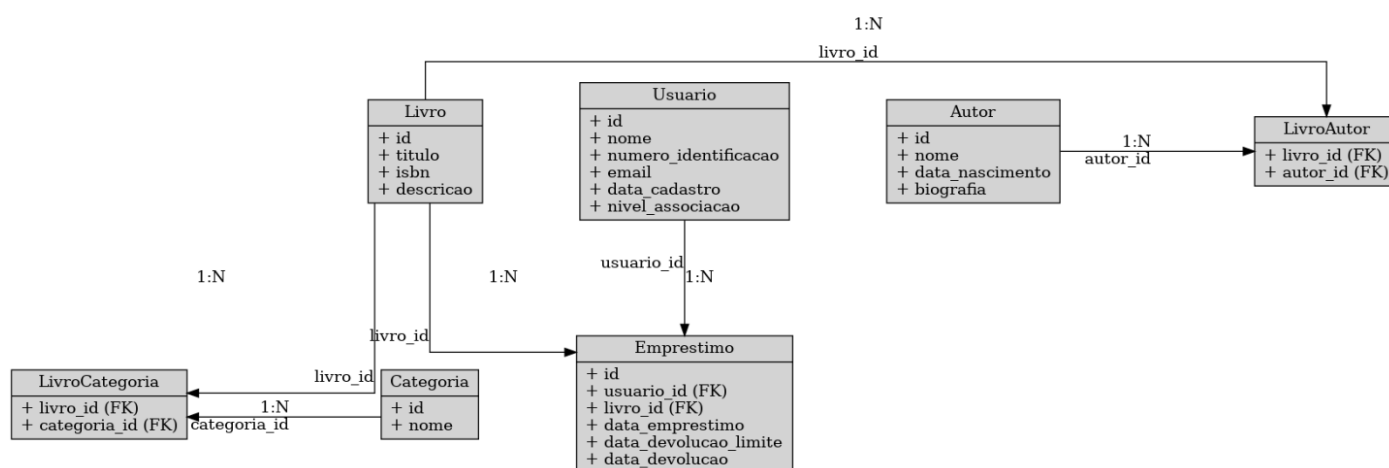 1:N
livro_id
Livro
+ id
+ titulo
+ isbn
+ descricao
Usuario
+ id
+ nome
+ numero_identificacao
+ email
+ data_cadastro
+ nivel_associacao
Autor
+ id
+ nome
+ data_nascimento
+ biografia
1:N
autor_id
LivroAutor
+ livro_id (FK)
+ autor_id (FK)
1:N
1:N
usuario_id
1:N
livro_id
livro_id
LivroCategoria
+ livro_id (FK)
+ categoria_id (FK)
1:N
categoria_id
Categoria
+ id
+ nome
Emprestimo
+ id
+ usuario_id (FK)
+ livro_id (FK)
+ data_emprestimo
+ data_devolucao_limite
+ data_devolucao